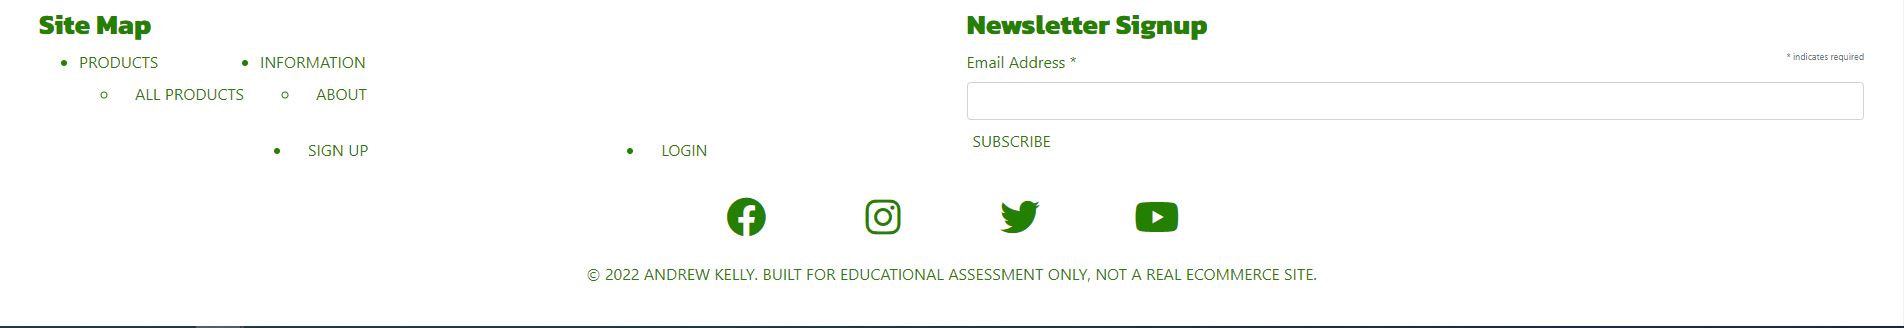 Site Map
PRODUCTS
ALL PRODUCTS
INFORMATION
ABOUT
SIGN UP
LOGIN
Newsletter Signup
* indicates required
Email Address *
SUBSCRIBE
© 2022 ANDREW KELLY. BUILT FOR EDUCATIONAL ASSESSMENT ONLY, NOT A REAL ECOMMERCE SITE.